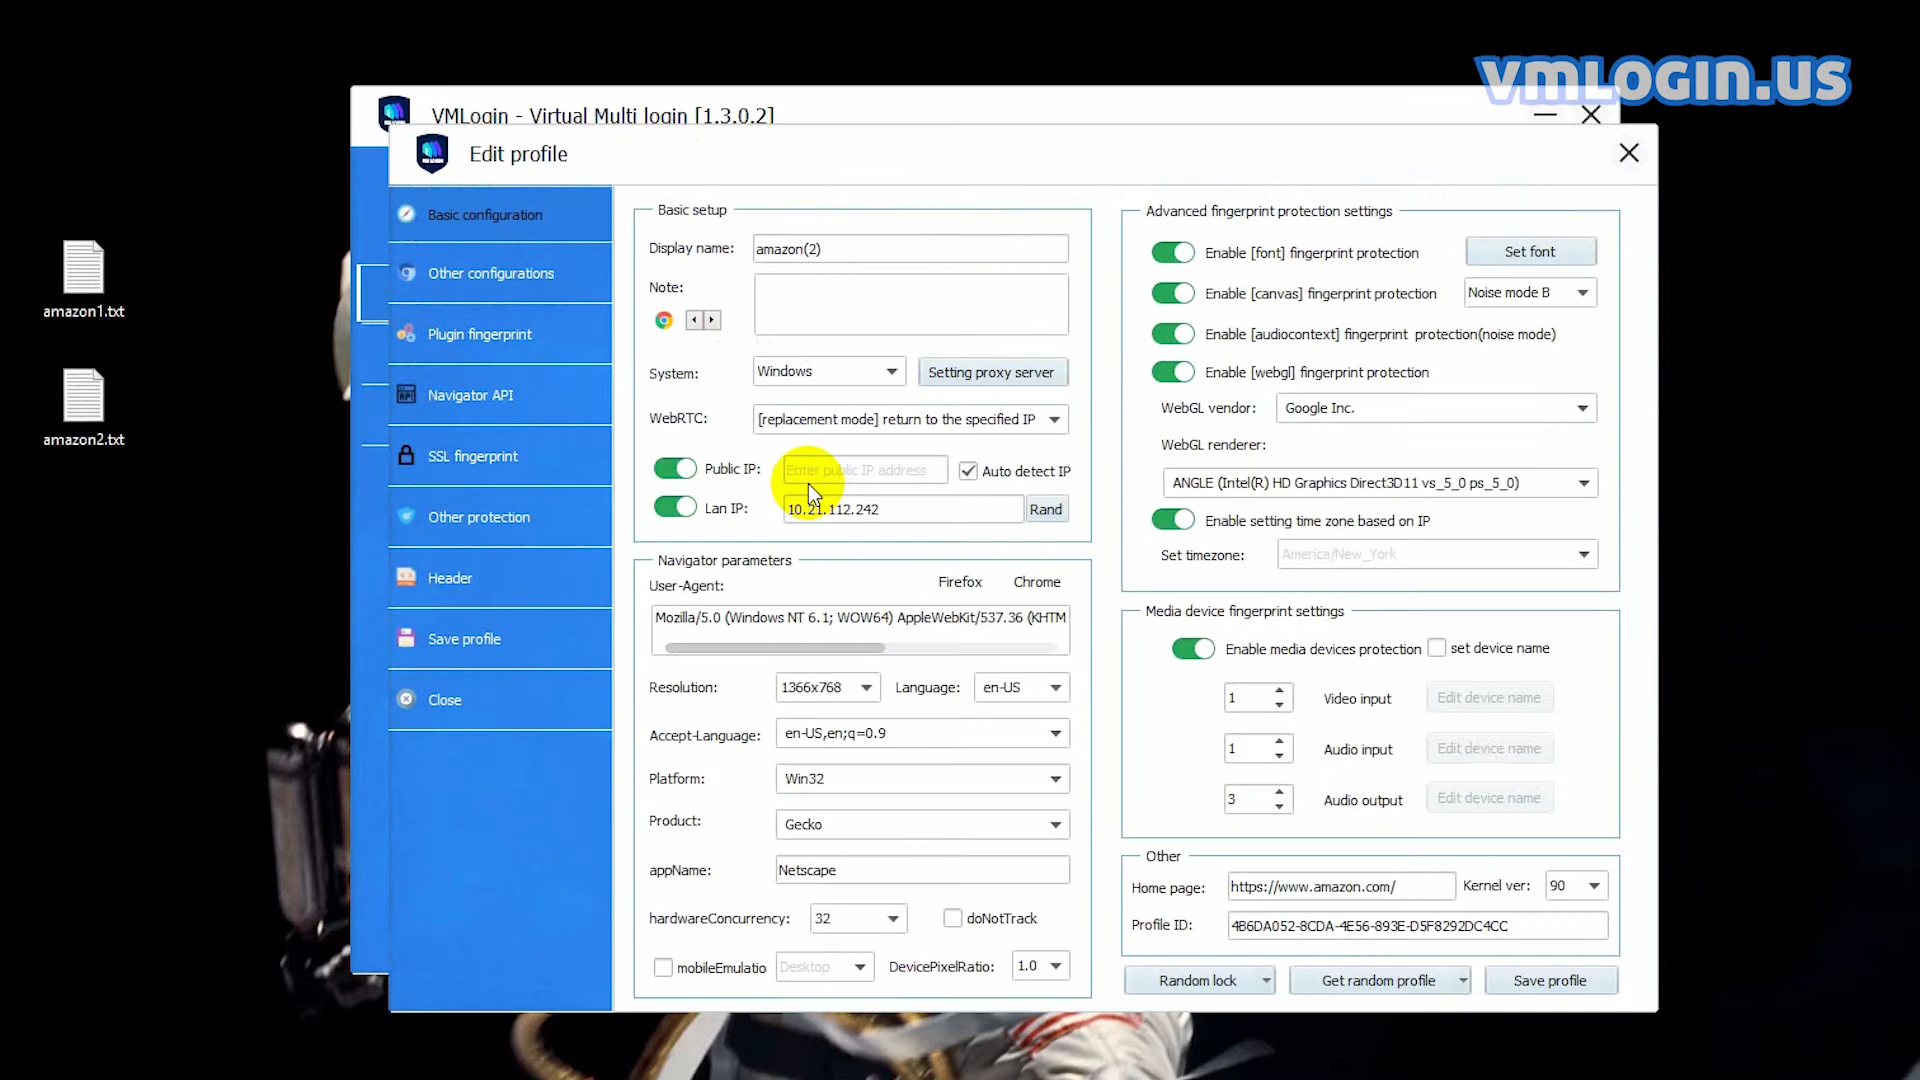 VMLOGIN.US
VMLogin - Virtual Multi login [1.3.0.2]
Edit profile
amazon1.txt
amazon2.txt
Basic configuration
Other configurations
Plugin fingerprint
Navigator API
SSL fingerprint
Other protection
Header
Save profile
Close
Basic setup
Display name: amazon(2)
Note:
System: Windows Setting proxy server
WebRTC: [replacement mode] return to the specified IP
Public IP: Enter public IP address Auto detect IP
Lan IP: 10.21.112.242 Rand
Navigator parameters
User-Agent: Firefox Chrome
Mozilla/5.0 (Windows NT 6.1; WOW64) AppleWebKit/537.36 (KHTM
Resolution: 1366x768 Language: en-US
Accept-Language: en-US,en;q=0.9
Platform: Win32
Product: Gecko
appName: Netscape
hardwareConcurrency: 32 doNotTrack
mobileEmulatio Desktop DevicePixelRatio: 1.0
Advanced fingerprint protection settings
Enable [font] fingerprint protection Set font
Enable [canvas] fingerprint protection Noise mode B
Enable [audiocontext] fingerprint protection(noise mode)
Enable [webgl] fingerprint protection
WebGL vendor: Google Inc.
WebGL renderer:
ANGLE (Intel(R) HD Graphics Direct3D11 vs_5_0 ps_5_0)
Enable setting time zone based on IP
Set timezone: America/New_York
Media device fingerprint settings
Enable media devices protection set device name
1 Video input Edit device name
1 Audio input Edit device name
3 Audio output Edit device name
Other
Home page: https://www.amazon.com/ Kernel ver: 90
Profile ID: 4B6DA052-8CDA-4E56-893E-D5F8292DC4CC
Random lock Get random profile Save profile